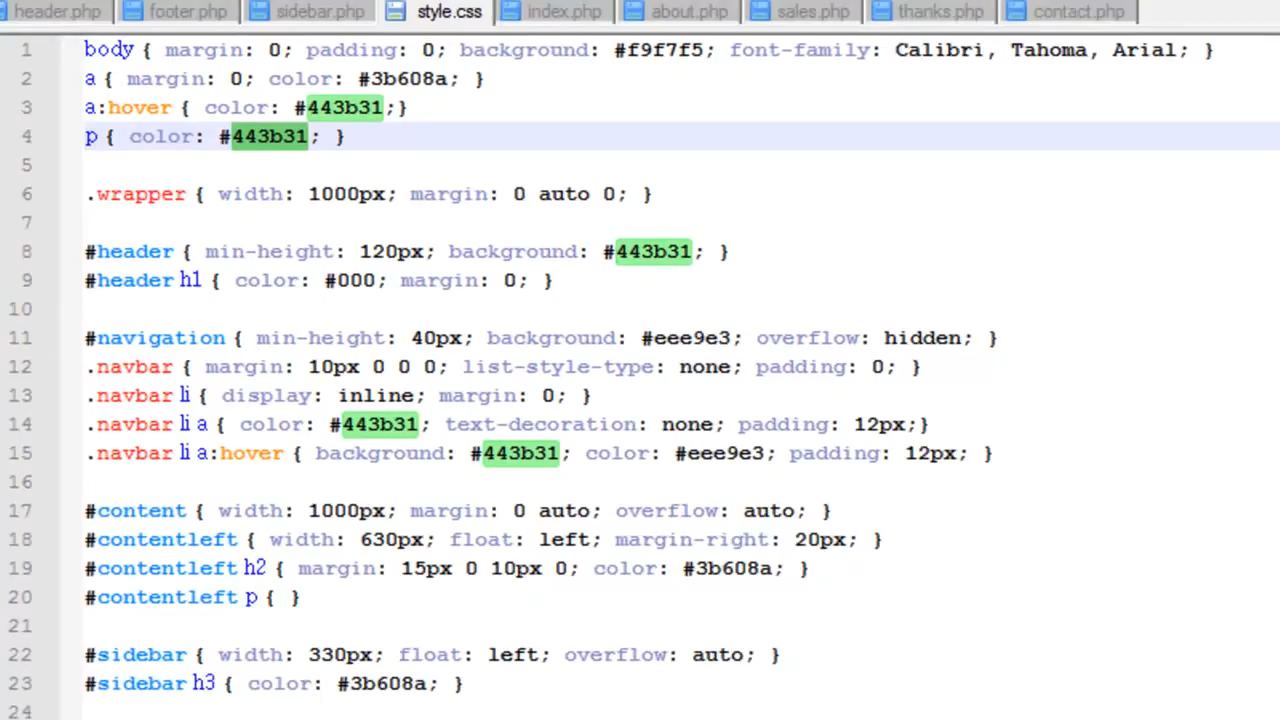 header.php footer.php sidebar.php style.css index.php about.php sales.php thanks.php contact.php
1 body { margin: 0; padding: 0; background: #f9f7f5; font-family: Calibri, Tahoma, Arial; }
2 a { margin: 0; color: #3b608a; }
3 a:hover { color: #443b31;}
4 p { color: #443b31; }
5
6 .wrapper { width: 1000px; margin: 0 auto 0; }
7
8 #header { min-height: 120px; background: #443b31; }
9 #header h1 { color: #000; margin: 0; }
10
11 #navigation { min-height: 40px; background: #eee9e3; overflow: hidden; }
12 .navbar { margin: 10px 0 0 0; list-style-type: none; padding: 0; }
13 .navbar li { display: inline; margin: 0; }
14 .navbar li a { color: #443b31; text-decoration: none; padding: 12px;}
15 .navbar li a:hover { background: #443b31; color: #eee9e3; padding: 12px; }
16
17 #content { width: 1000px; margin: 0 auto; overflow: auto; }
18 #contentleft { width: 630px; float: left; margin-right: 20px; }
19 #contentleft h2 { margin: 15px 0 10px 0; color: #3b608a; }
20 #contentleft p { }
21
22 #sidebar { width: 330px; float: left; overflow: auto; }
23 #sidebar h3 { color: #3b608a; }
24